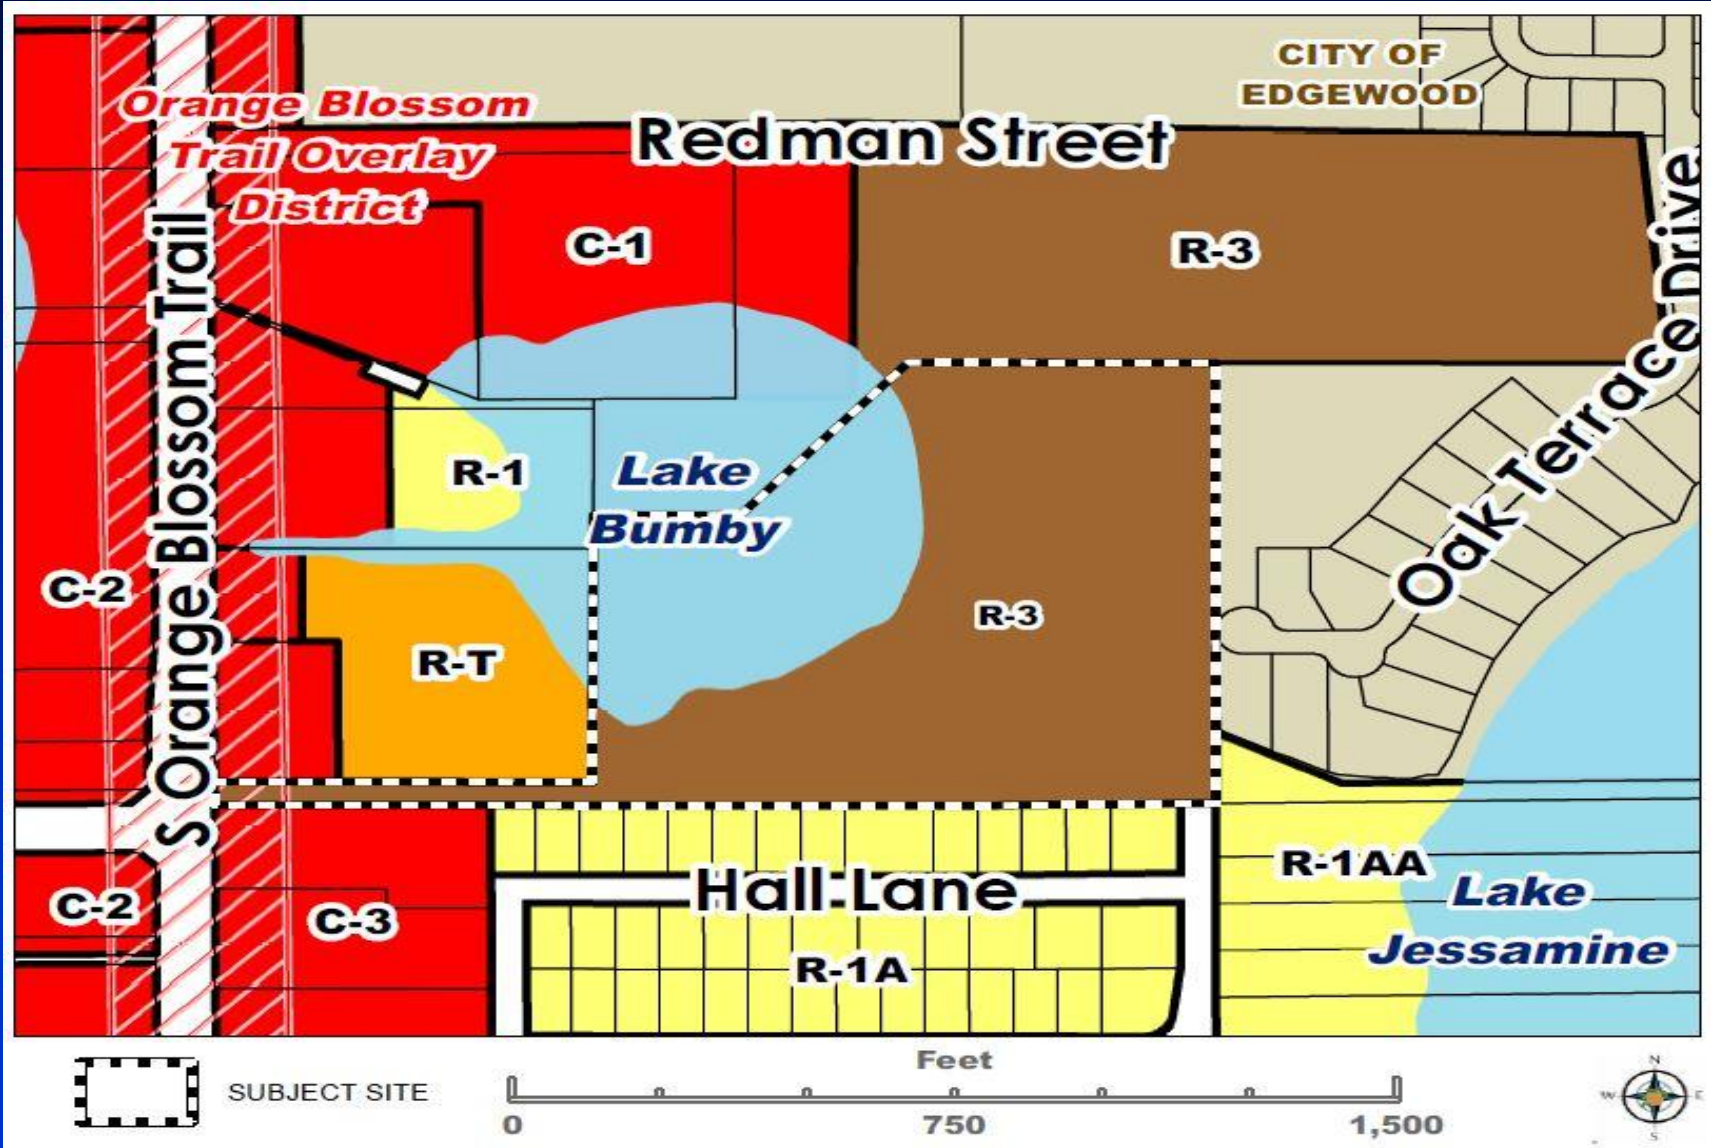 CITY OF
EDGEWOOD
Orange Blossom
Trail Overlay
District
Redman Street
C-1
R-3
Oak Terrace Drive
S Orange Blossom Trail
R-1
Lake
Bumby
C-2
R-3
R-T
R-1AA
Hall Lane
C-2
C-3
Lake
Jessamine
R-1A
SUBJECT SITE
Feet
0
750
1,500
N
W
E
S